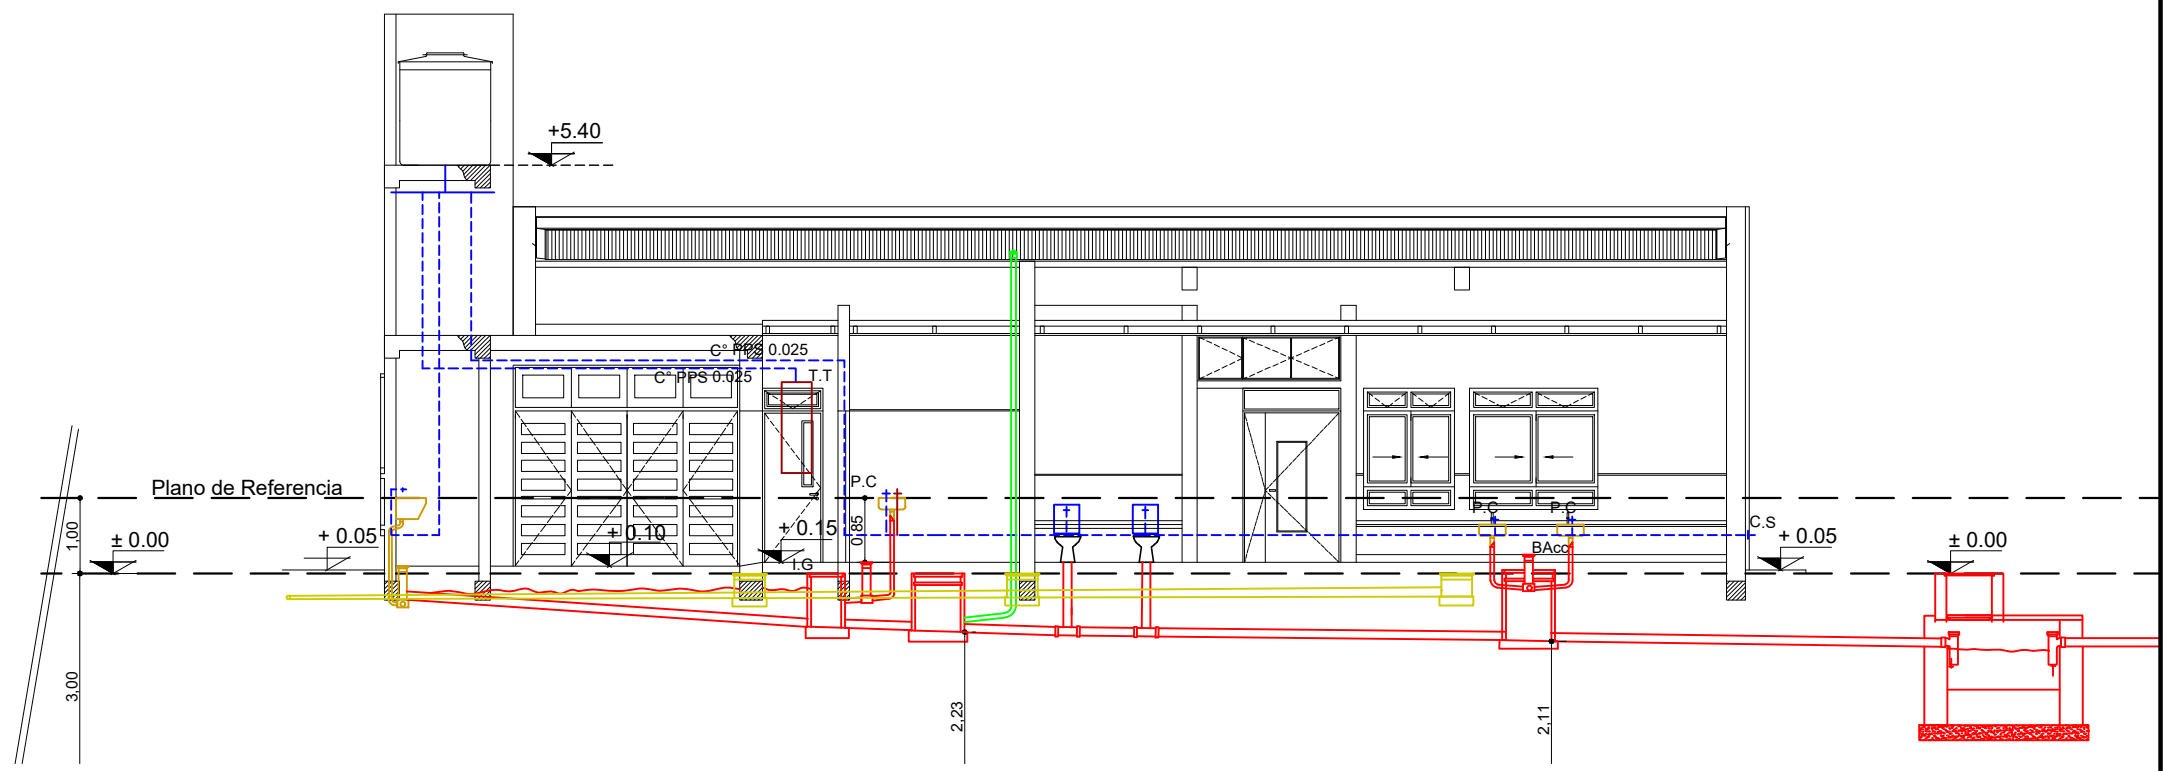 +5.40
C° PPS 0.025
C° PPS 0.025
T.T
Plano de Referencia
P.C
P.C
P.C
C.S
1,00
± 0.00
+ 0.05
+ 0.10
+ 0.15
0.85
I.G
BAcc
+ 0.05
± 0.00
3,00
2,23
2,11